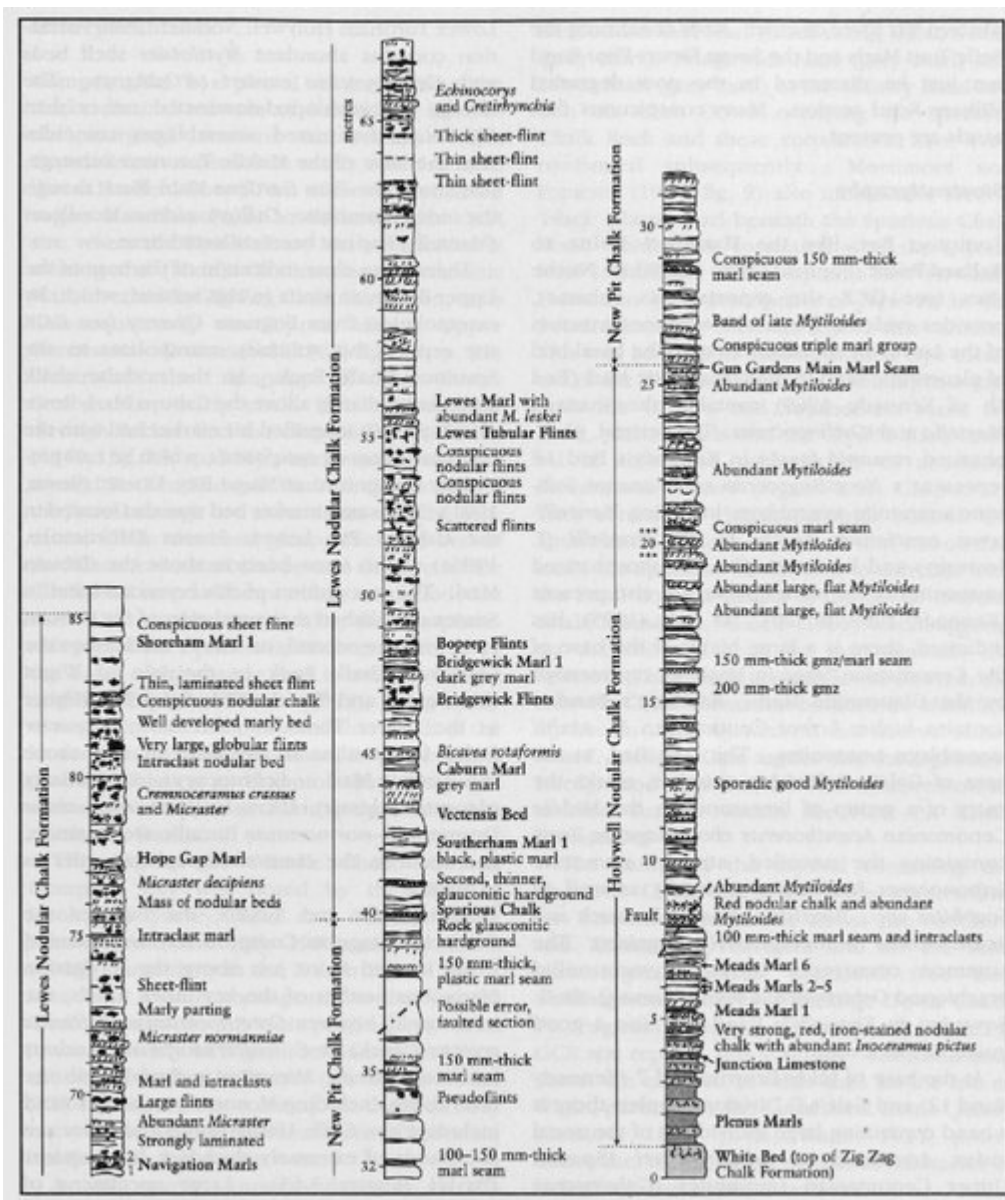 Lewes Nodular Chalk Formation
85
Conspicuous sheet flint
Shoreham Marl 1
Thin, laminated sheet flint
Conspicuous nodular chalk
Well developed marly bed
Very large, globular flints
Intraclast nodular bed
80
Cremnoceramus crassus
and Micraster
Hope Gap Marl
Micraster decipiens
Mass of nodular beds
75
Intraclast marl
Sheet-flint
Marly parting
Micraster normanniae
Marl and intraclasts
70
Large flints
Abundant Micraster
Strongly laminated
2
1
Navigation Marls
metres
Lewes Nodular Chalk Formation
New Pit Chalk Formation
Echinocorys
and Cretirhynchia
65
Thick sheet-flint
Thin sheet-flint
Thin sheet-flint
60
Lewes Marl with
abundant M. leskei
55
Lewes Tubular Flints
Conspicuous
nodular flints
Conspicuous
nodular flints
Scattered flints
50
Bopeep Flints
Bridgewick Marl 1
dark grey marl
Bridgewick Flints
45
Bicavea rotaformis
Caburn Marl
grey marl
Vectensis Bed
Southerham Marl 1
black, plastic marl
Second, thinner,
glauconitic hardground
40
Spurious Chalk
Rock glauconitic
hardground
150 mm-thick,
plastic marl seam
Possible error,
faulted section
35
150 mm-thick
marl seam
Pseudoflints
32
100–150 mm-thick
marl seam
New Pit Chalk Formation
Holywell Nodular Chalk Formation
30
Conspicuous 150 mm-thick
marl seam
Band of late Mytiloides
Conspicuous triple marl group
Gun Gardens Main Marl Seam
25
Abundant Mytiloides
Abundant Mytiloides
Conspicuous marl seam
20
Abundant Mytiloides
Abundant Mytiloides
Abundant large, flat Mytiloides
Abundant large, flat Mytiloides
150 mm-thick gmz/marl seam
200 mm-thick gmz
15
Sporadic good Mytiloides
10
Abundant Mytiloides
Red nodular chalk and abundant
Mytiloides
Fault
100 mm-thick marl seam and intraclasts
Meads Marl 6
Meads Marls 2–5
5
Meads Marl 1
Very strong, red, iron-stained nodular
chalk with abundant Inoceramus pictus
Junction Limestone
Plenus Marls
White Bed (top of Zig Zag
Chalk Formation)
0